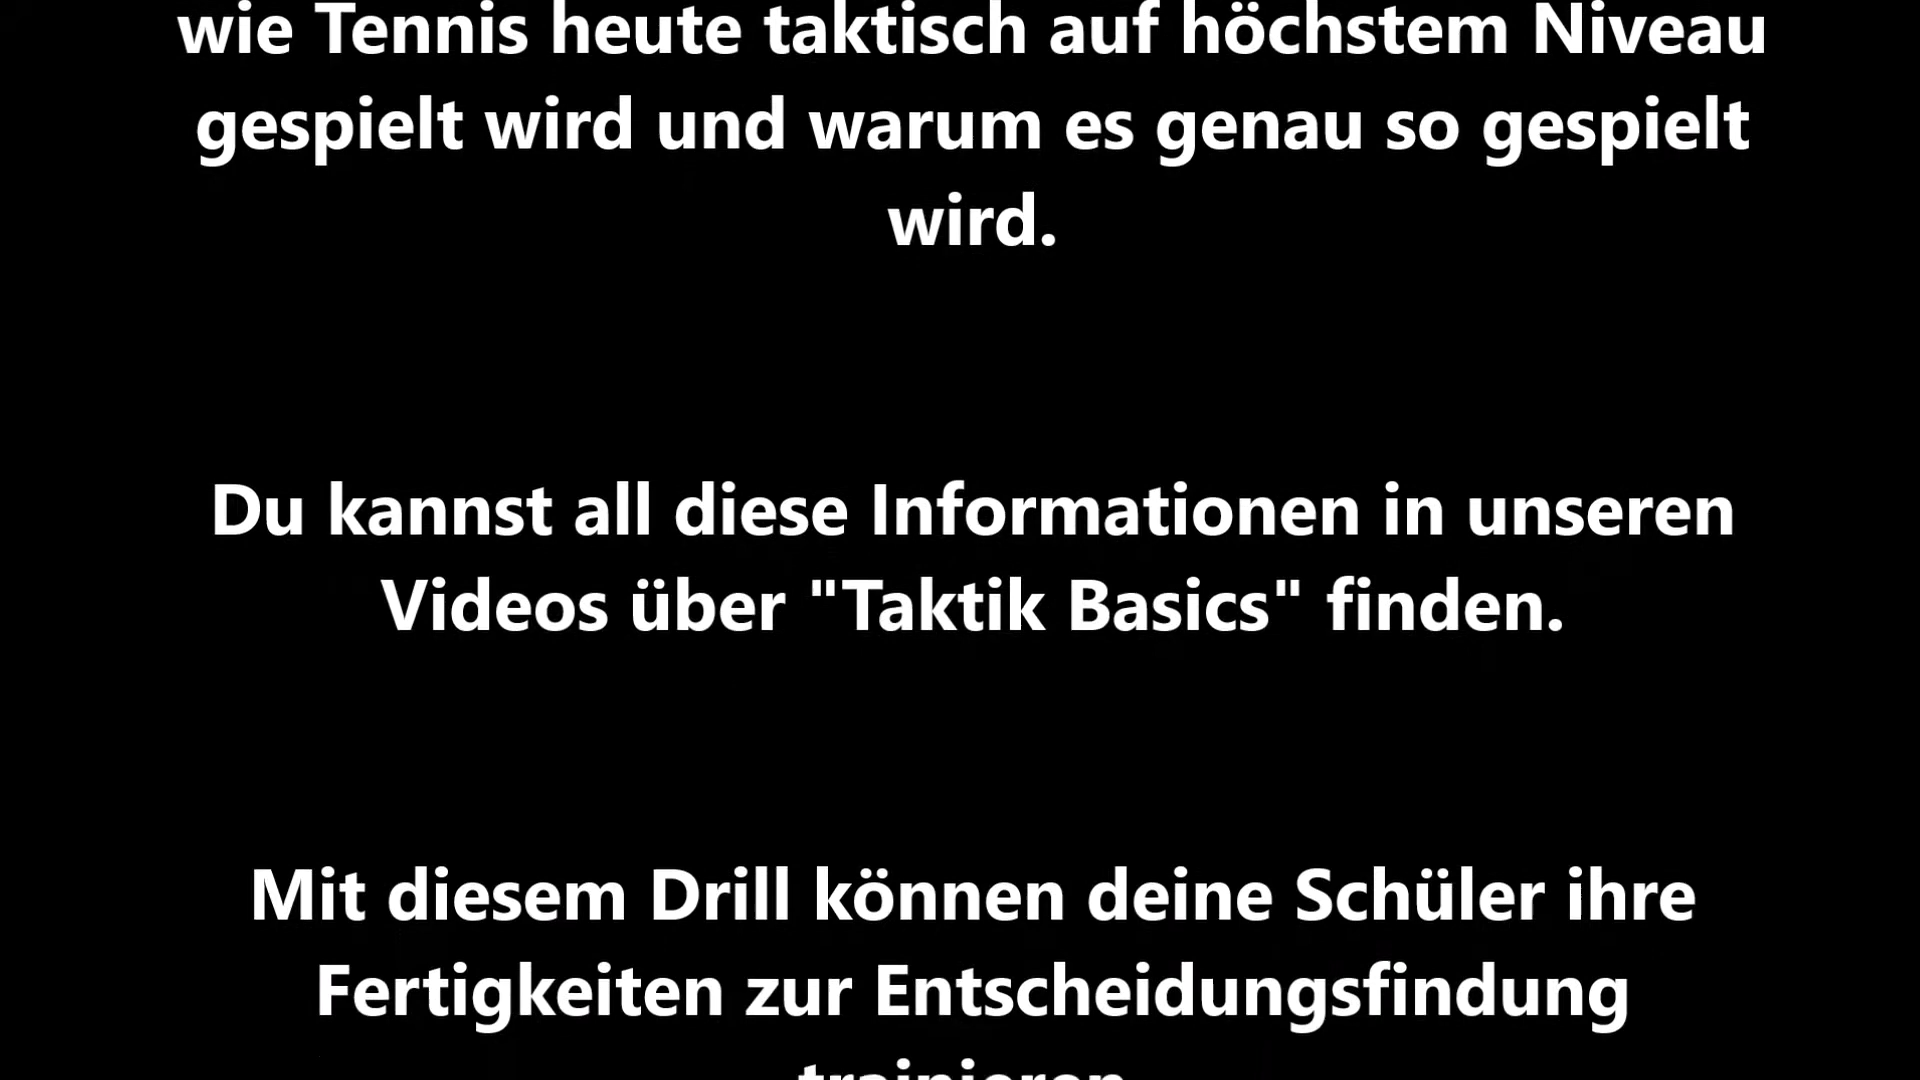 wie Tennis heute taktisch auf höchstem Niveau
gespielt wird und warum es genau so gespielt
wird.
Du kannst all diese Informationen in unseren
Videos über "Taktik Basics" finden.
Mit diesem Drill können deine Schüler ihre
Fertigkeiten zur Entscheidungsfindung
trainieren